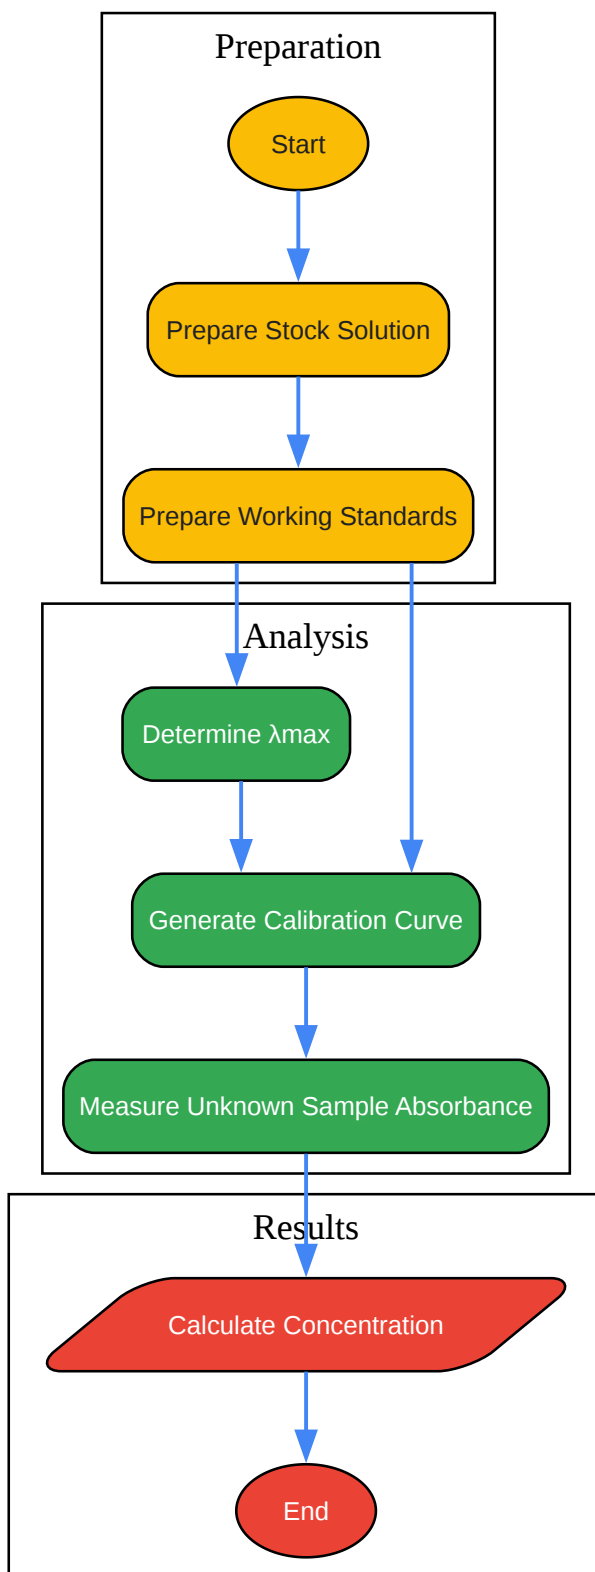 Preparation
Start
Prepare Stock Solution
Prepare Working Standards
Analysis
Determine λmax
Generate Calibration Curve
Measure Unknown Sample Absorbance
Results
Calculate Concentration
End